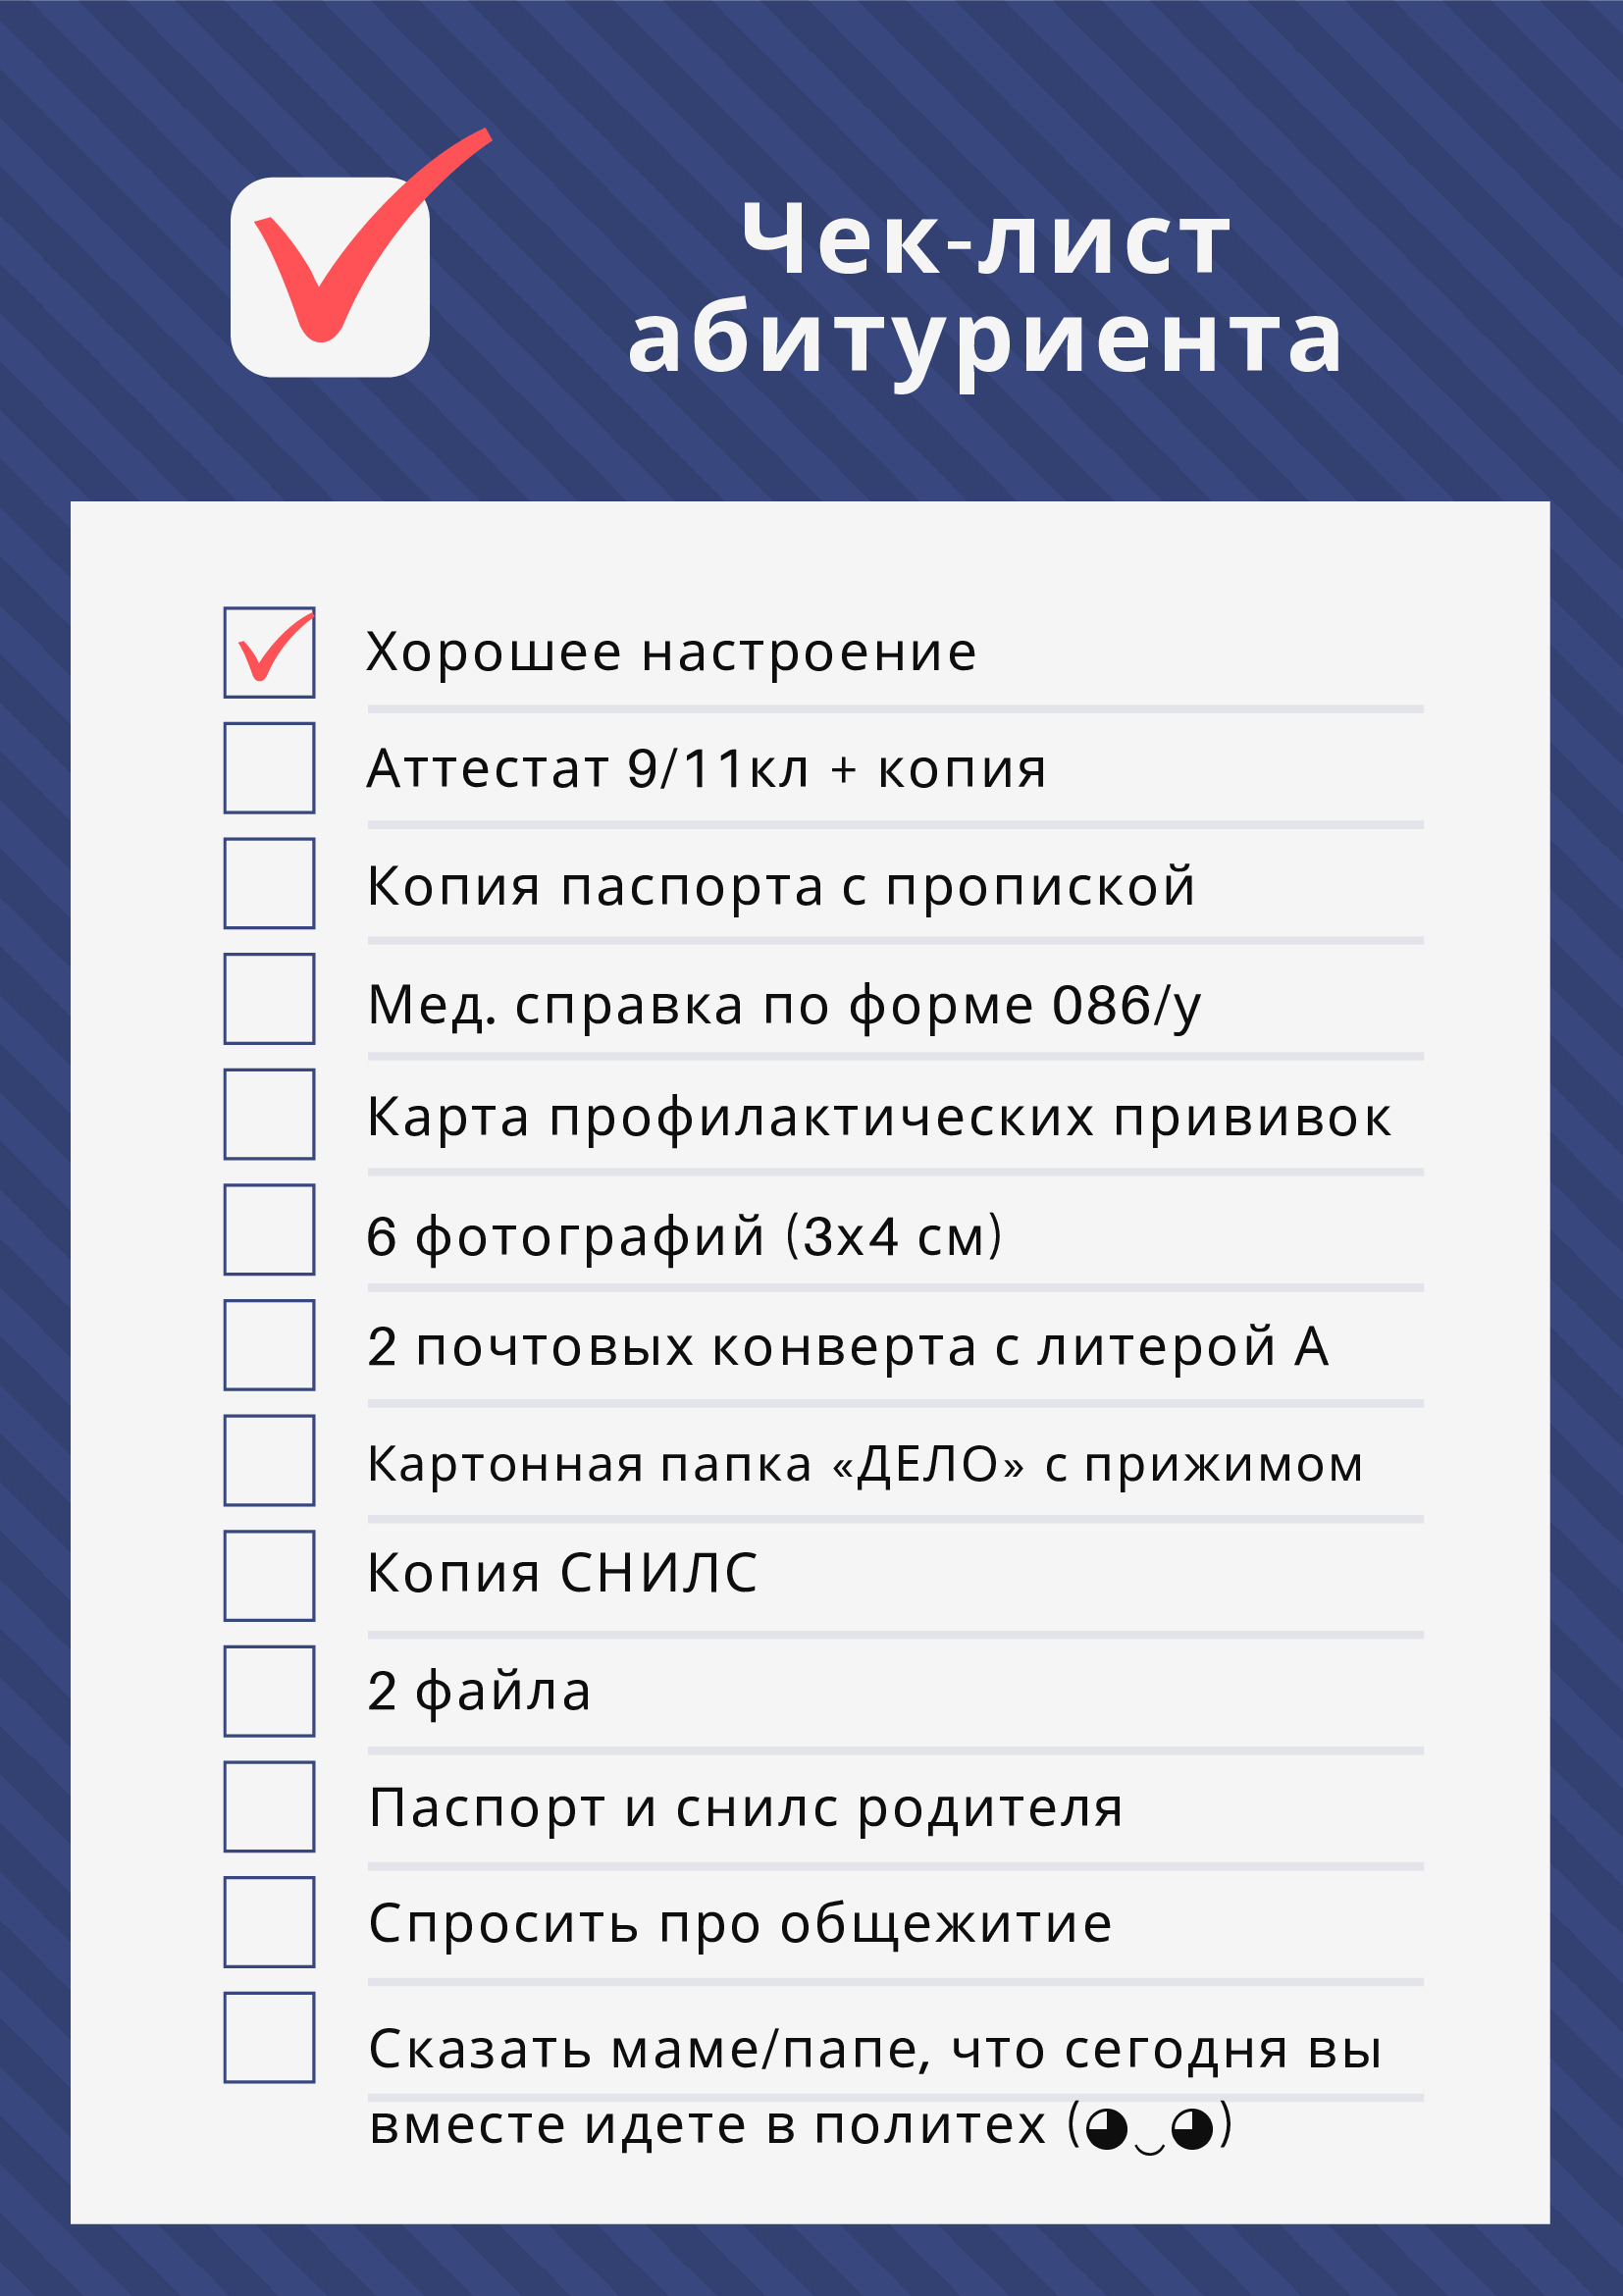 Чек-лист
абитуриента
Хорошее настроение
Аттестат 9/11кл + копия
Копия паспорта с пропиской
Мед. справка по форме 086/у
Карта профилактических прививок
6 фотографий (3х4 см)
2 почтовых конверта с литерой А
Картонная папка «ДЕЛО» с прижимом
Копия СНИЛС
2 файла
Паспорт и снилс родителя
Спросить про общежитие
Сказать маме/папе, что сегодня вы
вместе идете в политех (◕‿◕)